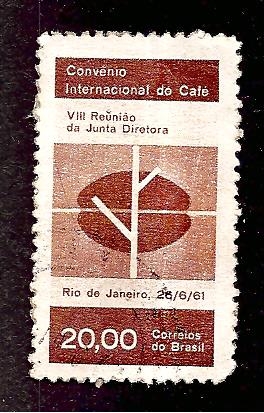 Convênio
Internacional do Café
VIII Reunião
da Junta Diretora
Rio de Janeiro, 26/6/61
20,00
Correios
do Brasil